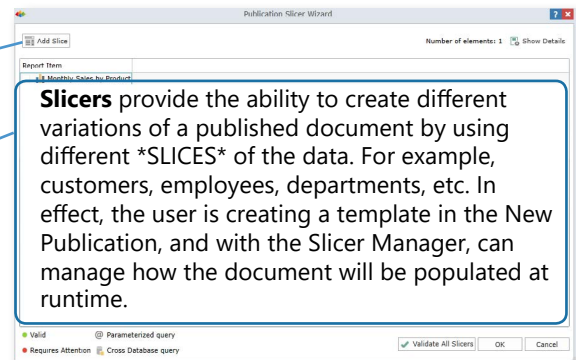 Publication Slicer Wizard
Add Slice
Number of elements: 1 Show Details
Report Item
Monthly Sales by Product
Slicers provide the ability to create different
variations of a published document by using
different *SLICES* of the data. For example,
customers, employees, departments, etc. In
effect, the user is creating a template in the New
Publication, and with the Slicer Manager, can
manage how the document will be populated at
runtime.
Valid @ Parameterized query
Requires Attention Cross Database query
Validate All Slicers OK Cancel